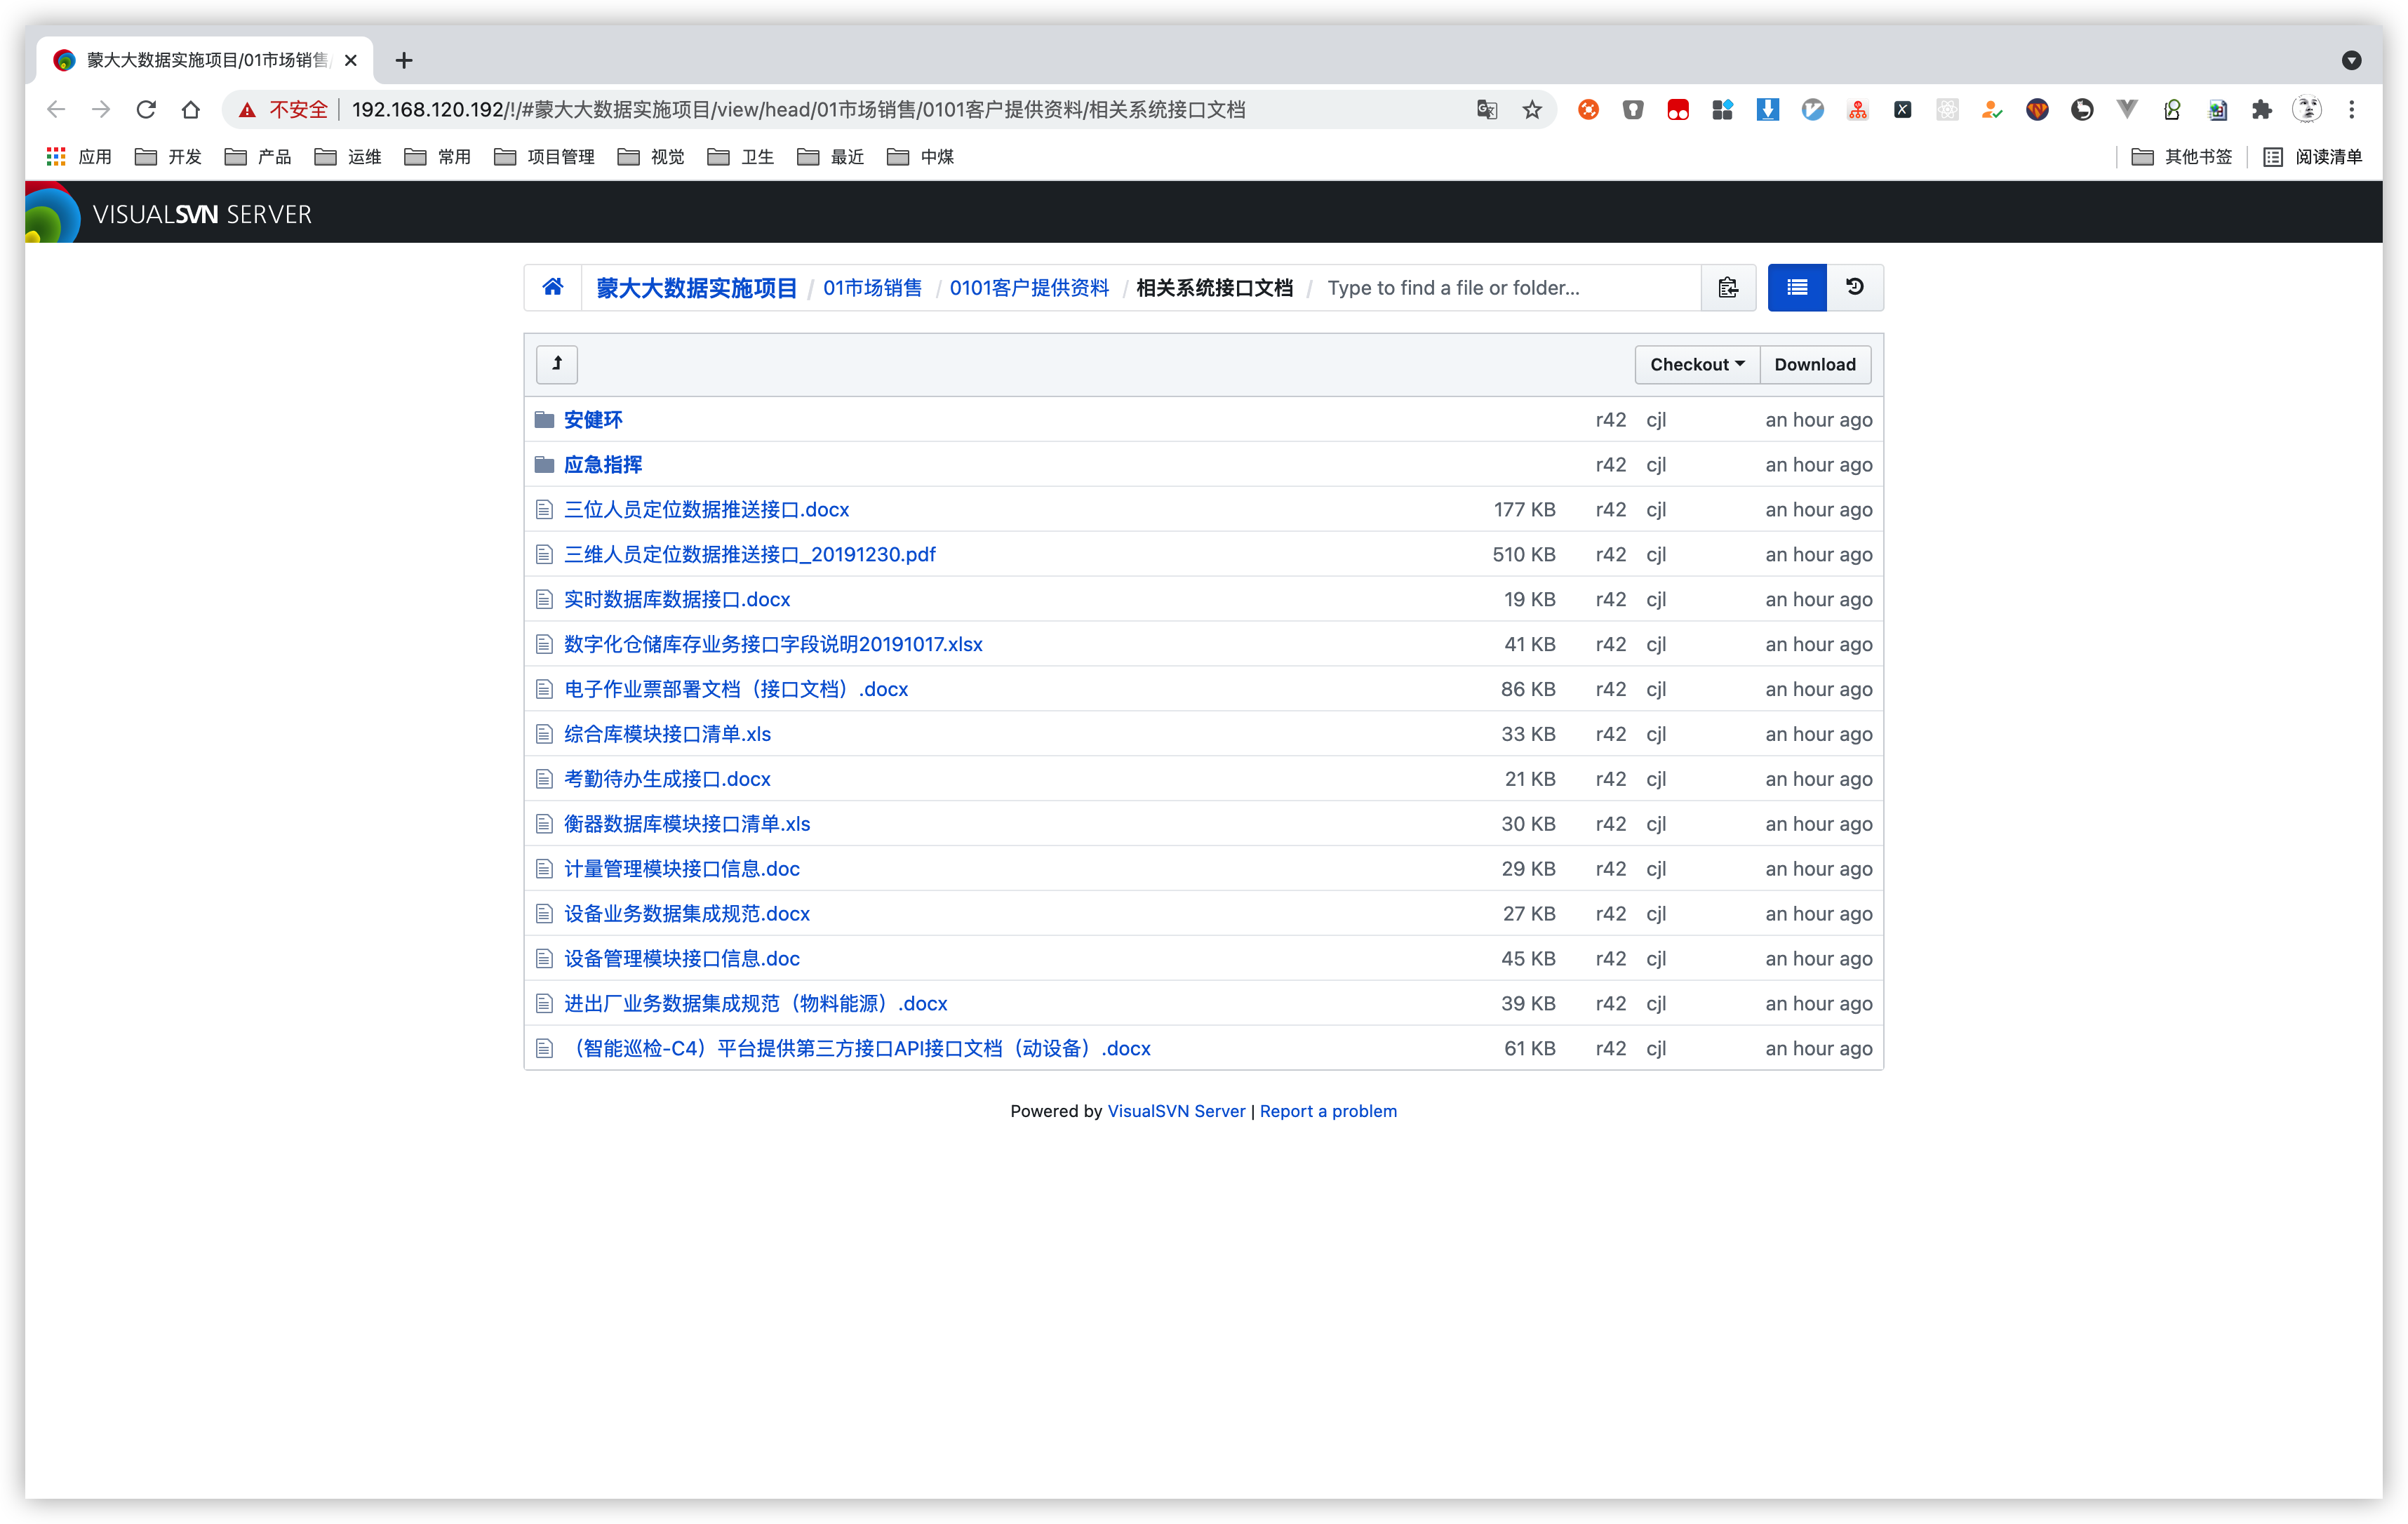 蒙大大数据实施项目/01市场销售/
不安全 192.168.120.192/!/#蒙大大数据实施项目/view/head/01市场销售/0101客户提供资料/相关系统接口文档
应用 开发 产品 运维 常用 项目管理 视觉 卫生 最近 中煤 其他书签 阅读清单
VISUALSVN SERVER
蒙大大数据实施项目 / 01市场销售 / 0101客户提供资料 / 相关系统接口文档 / Type to find a file or folder...
Checkout Download
安健环 r42 cjl an hour ago
应急指挥 r42 cjl an hour ago
三位人员定位数据推送接口.docx 177 KB r42 cjl an hour ago
三维人员定位数据推送接口_20191230.pdf 510 KB r42 cjl an hour ago
实时数据库数据接口.docx 19 KB r42 cjl an hour ago
数字化仓储库存业务接口字段说明20191017.xlsx 41 KB r42 cjl an hour ago
电子作业票部署文档（接口文档）.docx 86 KB r42 cjl an hour ago
综合库模块接口清单.xls 33 KB r42 cjl an hour ago
考勤待办生成接口.docx 21 KB r42 cjl an hour ago
衡器数据库模块接口清单.xls 30 KB r42 cjl an hour ago
计量管理模块接口信息.doc 29 KB r42 cjl an hour ago
设备业务数据集成规范.docx 27 KB r42 cjl an hour ago
设备管理模块接口信息.doc 45 KB r42 cjl an hour ago
进出厂业务数据集成规范（物料能源）.docx 39 KB r42 cjl an hour ago
（智能巡检-C4）平台提供第三方接口API接口文档（动设备）.docx 61 KB r42 cjl an hour ago
Powered by VisualSVN Server | Report a problem